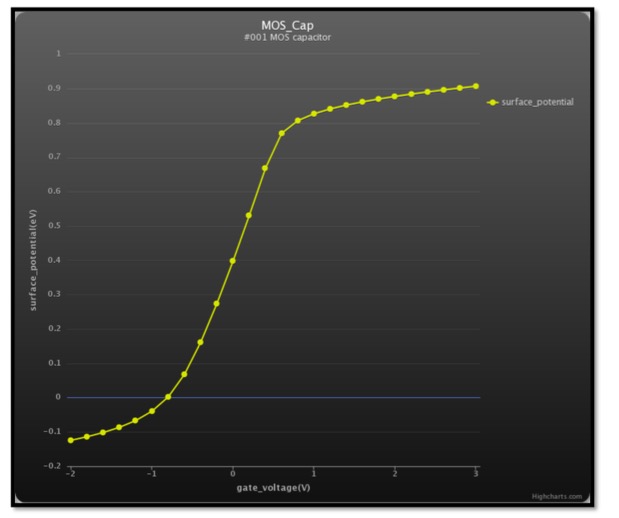 MOS_Cap
#001 MOS capacitor
1
0.9
0.8
0.7
0.6
0.5
0.4
0.3
0.2
0.1
0
−0.1
−0.2
surface_potential(eV)
surface_potential
−2 −1 0 1 2 3
gate_voltage(V)
Highcharts.com